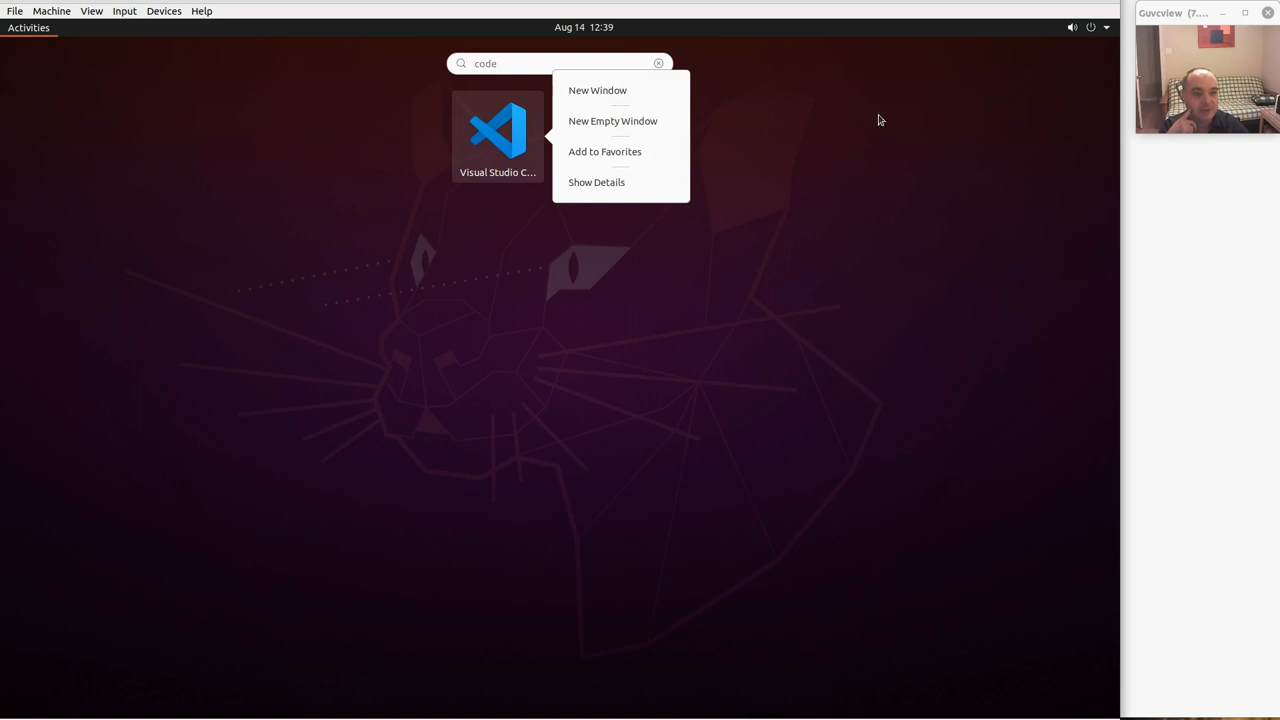 File Machine View Input Devices Help
Guvcview (7....
Activities
Aug 14 12:39
code
New Window
New Empty Window
Add to Favorites
Show Details
Visual Studio C...